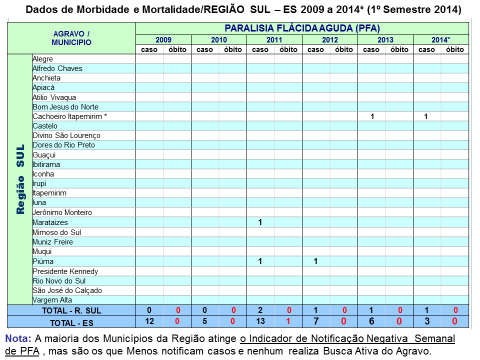 Dados de Morbidade e Mortalidade/REGIÃO SUL – ES 2009 a 2014* (1º Semestre 2014)
AGRAVO / MUNICIPIO
PARALISIA FLÁCIDA AGUDA (PFA)
2009 2010 2011 2012 2013 2014*
caso óbito caso óbito caso óbito caso óbito caso óbito caso óbito
Região SUL
Alegre
Alfredo Chaves
Anchieta
Apiacá
Atilio Vivaqua
Bom Jesus do Norte
Cachoeiro Itapemirim * 1 1
Castelo
Divino São Lourenço
Dores do Rio Preto
Guaçui
Ibitirama
Iconha
Irupi
Itapemirim
Iuna
Jerônimo Monteiro
Marataizes 1
Mimoso do Sul
Muniz Freire
Muqui
Piúma 1 1
Presidente Kennedy
Rio Novo do Sul
São José do Calçado
Vargem Alta
TOTAL - R. SUL 0 0 0 0 2 0 1 0 1 0 1 0
TOTAL - ES 12 0 5 0 13 1 7 0 6 0 3 0
Nota: A maioria dos Municípios da Região atinge o Indicador de Notificação Negativa Semanal
de PFA , mas são os que Menos notificam casos e nenhum realiza Busca Ativa do Agravo.